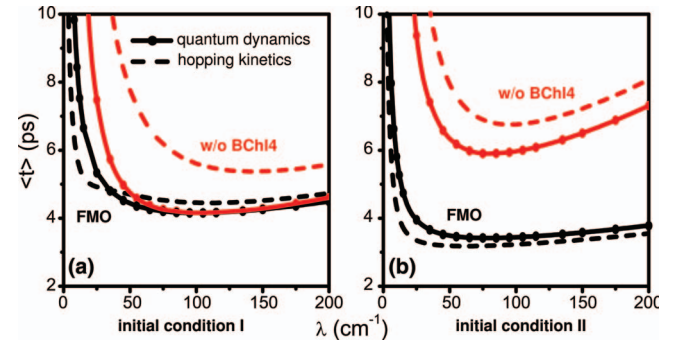 10
8
6
4
2
<t> (ps)
quantum dynamics
hopping kinetics
w/o BChl4
FMO
(a)
0 50 100 150 200
initial condition I
λ (cm⁻¹)
10
8
6
4
2
w/o BChl4
FMO
(b)
0 50 100 150 200
initial condition II